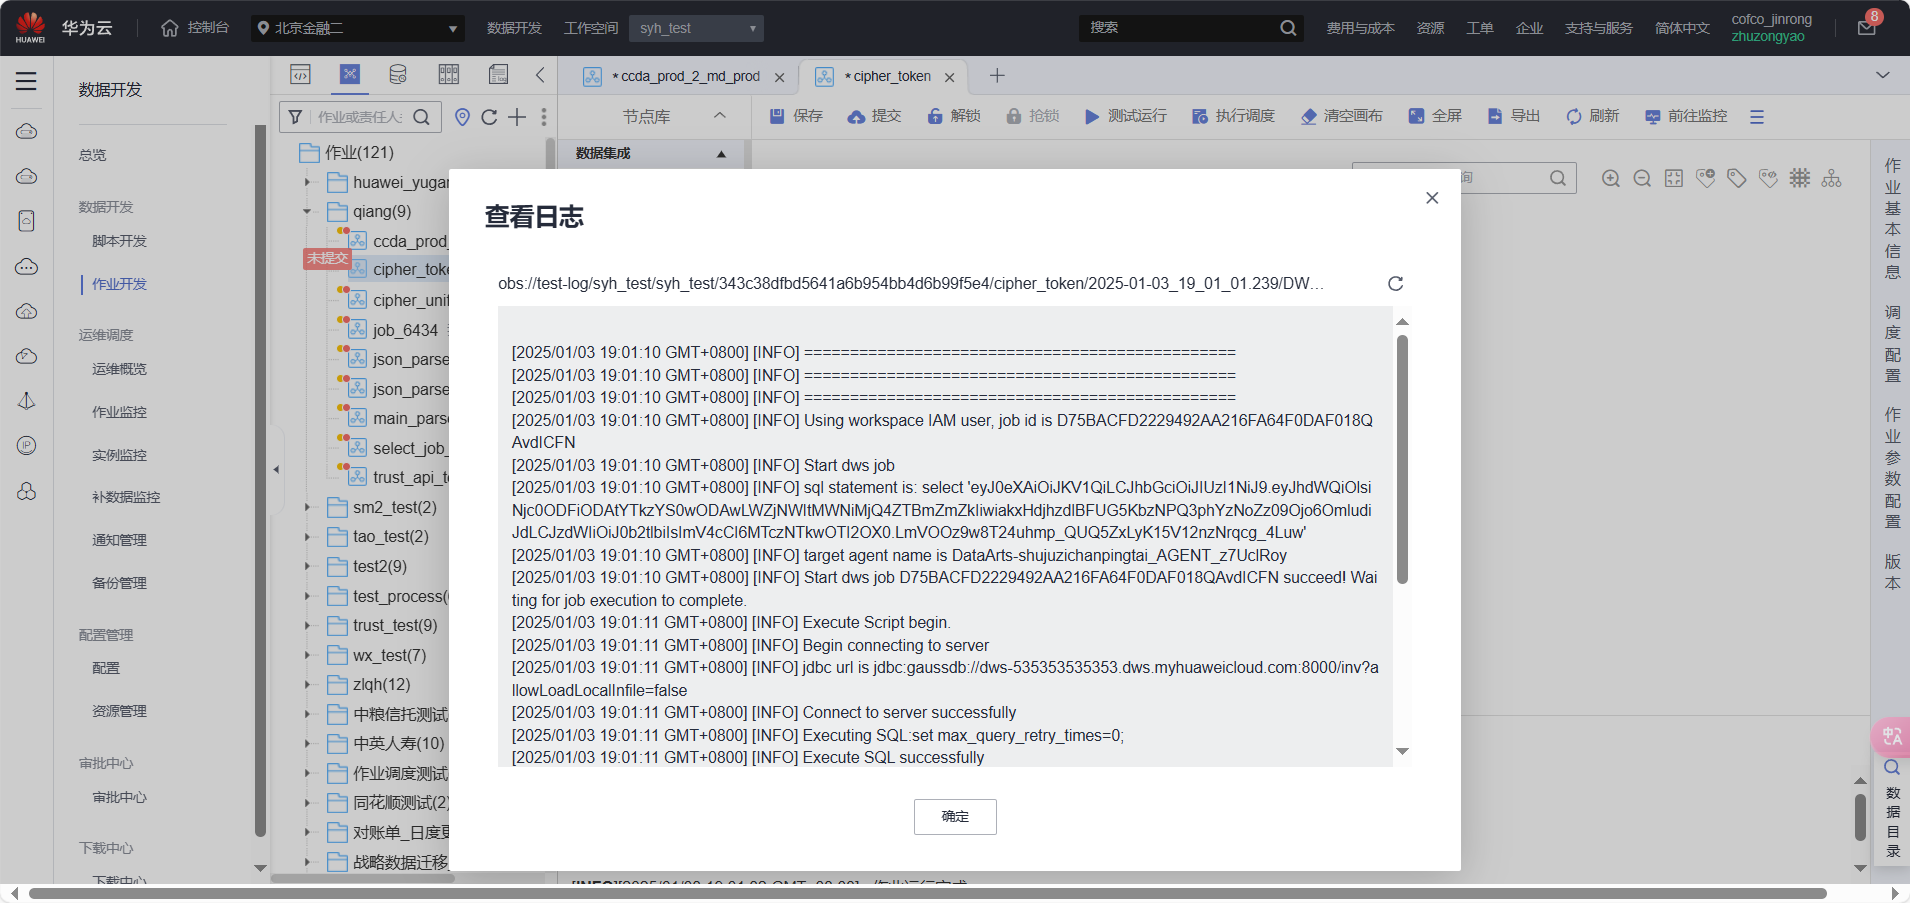 HUAWEI
华为云
控制台
北京金融二
数据开发
工作空间
syh_test
搜索
费用与成本
资源
工单
企业
支持与服务
简体中文
cofco_jinrong
zhuzongyao
8
数据开发
总览
数据开发
脚本开发
作业开发
运维调度
运维概览
作业监控
实例监控
补数据监控
通知管理
备份管理
配置管理
配置
资源管理
审批中心
审批中心
下载中心
下载中心
作业或责任人
作业(121)
qiang(9)
ccda_prod_
未提交
job_6434
json_parse
json_parse
select_job_
sm2_test(2)
tao_test(2)
test2(9)
test_process(
trust_test(9)
wx_test(7)
zlqh(12)
中粮信托测试
中英人寿(10)
作业调度测试
同花顺测试(2)
对账单_日度
战略数据迁移
* ccda_prod_2_md_prod
* cipher_token
节点库
保存
提交
解锁
抢锁
测试运行
执行调度
清空画布
全屏
导出
刷新
前往监控
数据集成
询
查看日志
obs://test-log/syh_test/syh_test/343c38dfbd5641a6b954bb4d6b99f5e4/cipher_token/2025-01-03_19_01_01.239/DW…
[2025/01/03 19:01:10 GMT+0800] [INFO] ===============================================
[2025/01/03 19:01:10 GMT+0800] [INFO] ===============================================
[2025/01/03 19:01:10 GMT+0800] [INFO] ===============================================
[2025/01/03 19:01:10 GMT+0800] [INFO] Using workspace IAM user, job id is D75BACFD2229492AA216FA64F0DAF018Q
AvdICFN
[2025/01/03 19:01:10 GMT+0800] [INFO] Start dws job
[2025/01/03 19:01:10 GMT+0800] [INFO] sql statement is: select
[2025/01/03 19:01:10 GMT+0800] [INFO] target agent name is DataArts-shujuzichanpingtai_AGENT_z7UclRoy
[2025/01/03 19:01:10 GMT+0800] [INFO] Start dws job D75BACFD2229492AA216FA64F0DAF018QAvdICFN succeed! Wai
ting for job execution to complete.
[2025/01/03 19:01:11 GMT+0800] [INFO] Execute Script begin.
[2025/01/03 19:01:11 GMT+0800] [INFO] Begin connecting to server
[2025/01/03 19:01:11 GMT+0800] [INFO] jdbc url is jdbc:gaussdb://dws-535353535353.dws.myhuaweicloud.com:8000/inv?a
llowLoadLocalInfile=false
[2025/01/03 19:01:11 GMT+0800] [INFO] Connect to server successfully
[2025/01/03 19:01:11 GMT+0800] [INFO] Executing SQL:set max_query_retry_times=0;
[2025/01/03 19:01:11 GMT+0800] [INFO] Execute SQL successfully
确定
作业基本信息
调度配置
作业参数配置
版本
数据目录